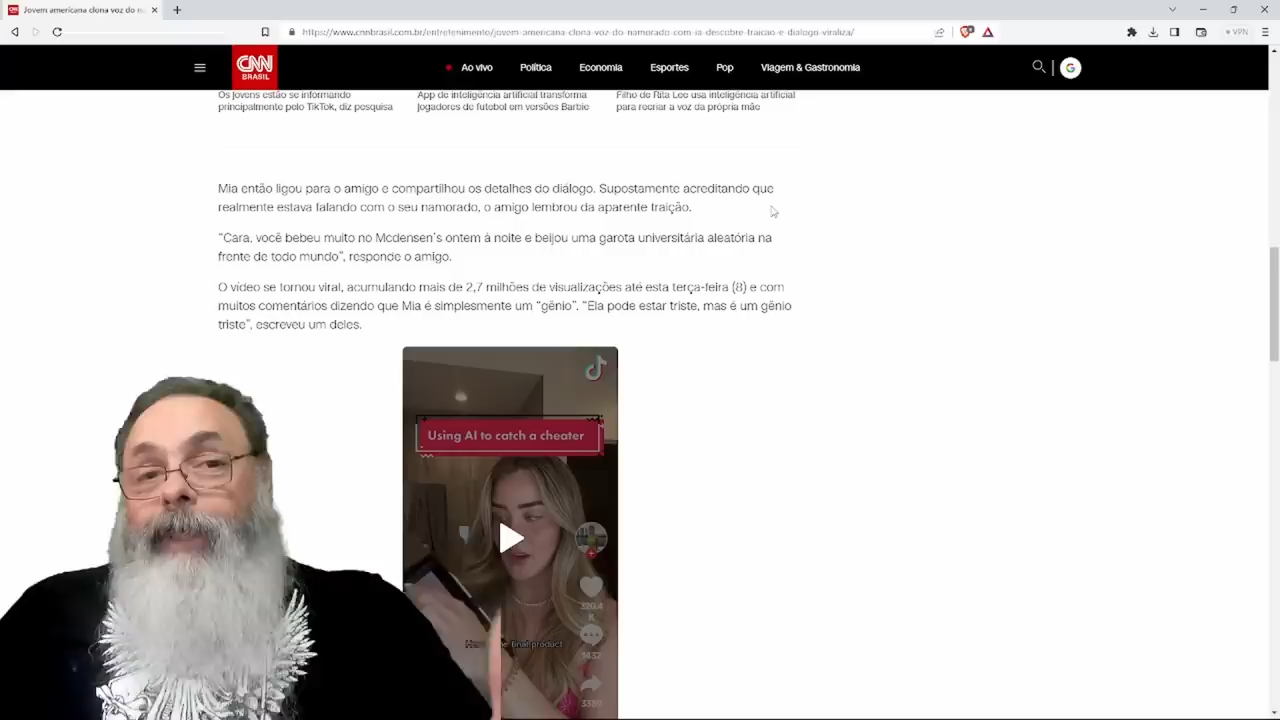 Jovem americana clona voz do n
https://www.cnnbrasil.com.br/entretenimento/jovem-americana-clona-voz-do-namorado-com-ia-descobre-traicao-e-dialogo-viraliza/
VPN
CNN
BRASIL
Ao vivo
Política
Economia
Esportes
Pop
Viagem & Gastronomia
G
Os jovens estão se informando
principalmente pelo TikTok, diz pesquisa
App de inteligência artificial transforma
jogadores de futebol em versões Barbie
Filho de Rita Lee usa inteligência artificial
para recriar a voz da própria mãe
Mia então ligou para o amigo e compartilhou os detalhes do diálogo. Supostamente acreditando que
realmente estava falando com o seu namorado, o amigo lembrou da aparente traição.
“Cara, você bebeu muito no Mcdensen’s ontem à noite e beijou uma garota universitária aleatória na
frente de todo mundo”, responde o amigo.
O vídeo se tornou viral, acumulando mais de 2,7 milhões de visualizações até esta terça-feira (8) e com
muitos comentários dizendo que Mia é simplesmente um “gênio”. “Ela pode estar triste, mas é um gênio
triste”, escreveu um deles.
Using AI to catch a cheater
320.4
K
1432
final product